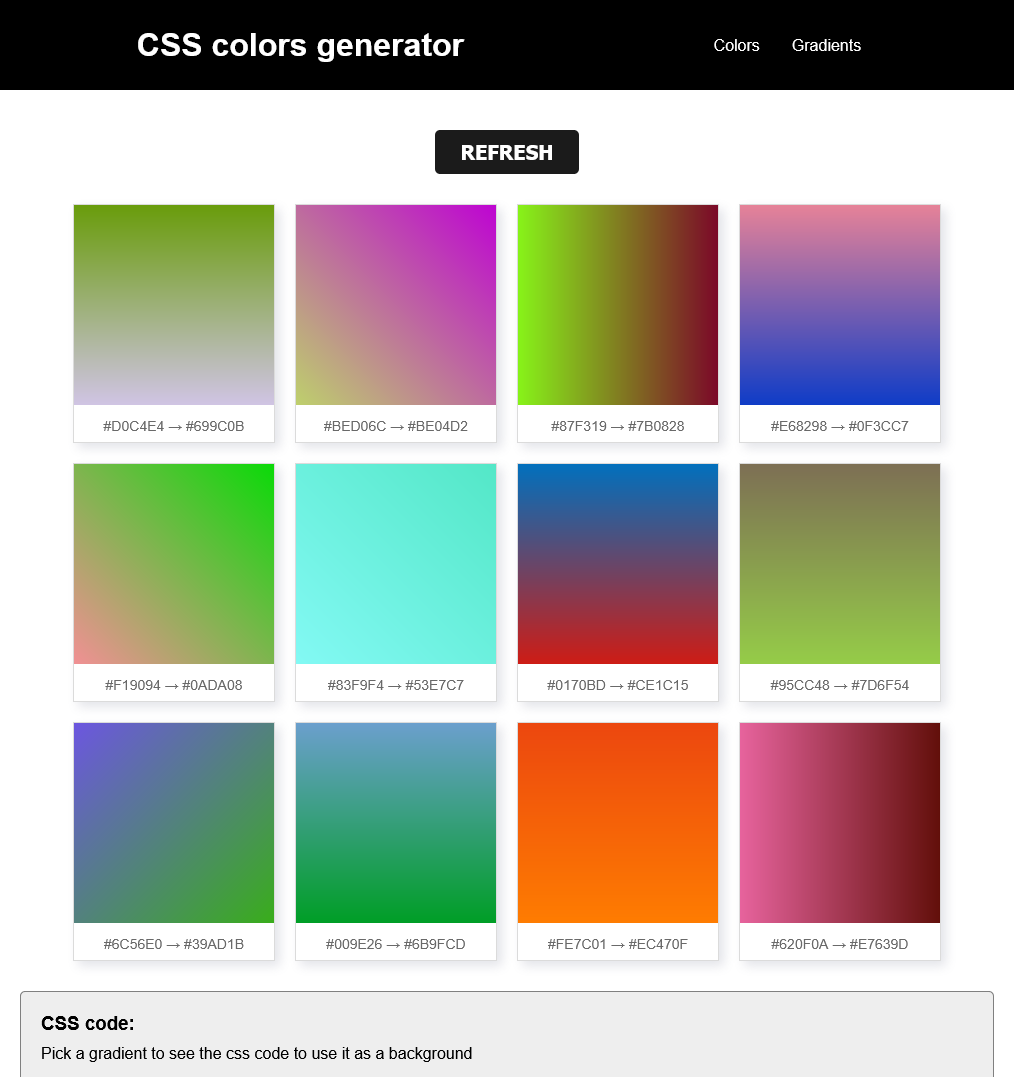 CSS colors generator
Colors Gradients
REFRESH
#D0C4E4 → #699C0B
#BED06C → #BE04D2
#87F319 → #7B0828
#E68298 → #0F3CC7
#F19094 → #0ADA08
#83F9F4 → #53E7C7
#0170BD → #CE1C15
#95CC48 → #7D6F54
#6C56E0 → #39AD1B
#009E26 → #6B9FCD
#FE7C01 → #EC470F
#620F0A → #E7639D
CSS code:
Pick a gradient to see the css code to use it as a background